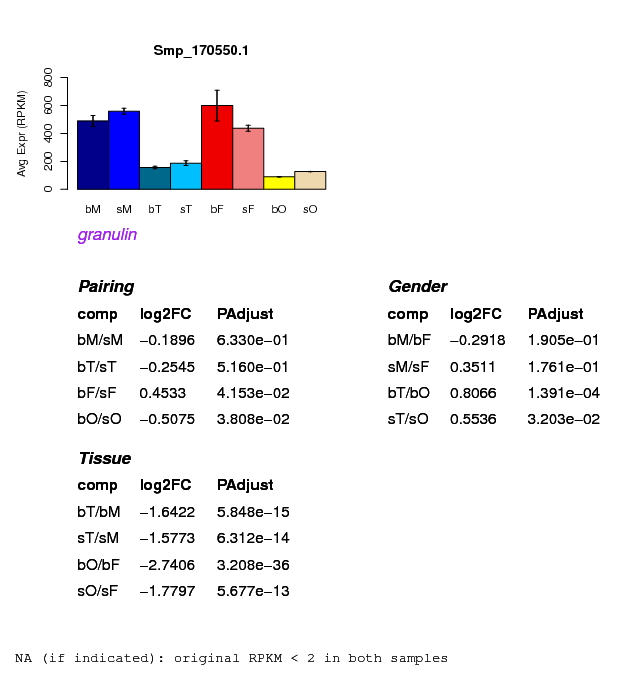 Smp_170550.1
Avg Expr (RPKM)
0 200 400 600 800
bM sM bT sT bF sF bO sO
granulin
Pairing
comp log2FC PAdjust
bM/sM −0.1896 6.330e−01
bT/sT −0.2545 5.160e−01
bF/sF 0.4533 4.153e−02
bO/sO −0.5075 3.808e−02
Gender
comp log2FC PAdjust
bM/bF −0.2918 1.905e−01
sM/sF 0.3511 1.761e−01
bT/bO 0.8066 1.391e−04
sT/sO 0.5536 3.203e−02
Tissue
comp log2FC PAdjust
bT/bM −1.6422 5.848e−15
sT/sM −1.5773 6.312e−14
bO/bF −2.7406 3.208e−36
sO/sF −1.7797 5.677e−13
NA (if indicated): original RPKM < 2 in both samples